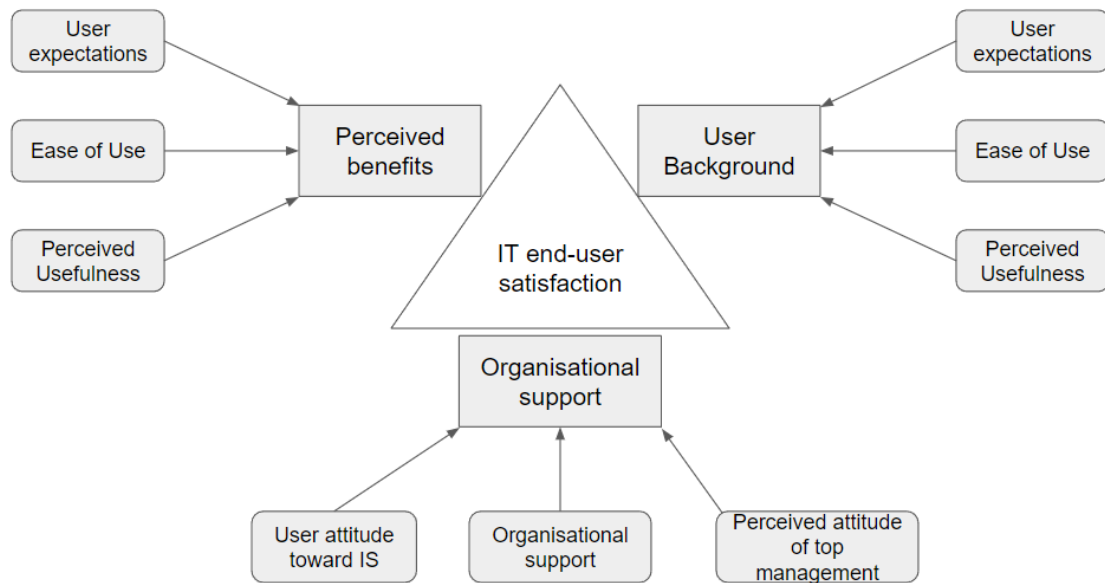 User
expectations
User
expectations
Perceived
benefits
User
Background
Ease of Use
Ease of Use
Perceived
Usefulness
IT end-user
satisfaction
Perceived
Usefulness
Organisational
support
User attitude
toward IS
Organisational
support
Perceived attitude
of top
management